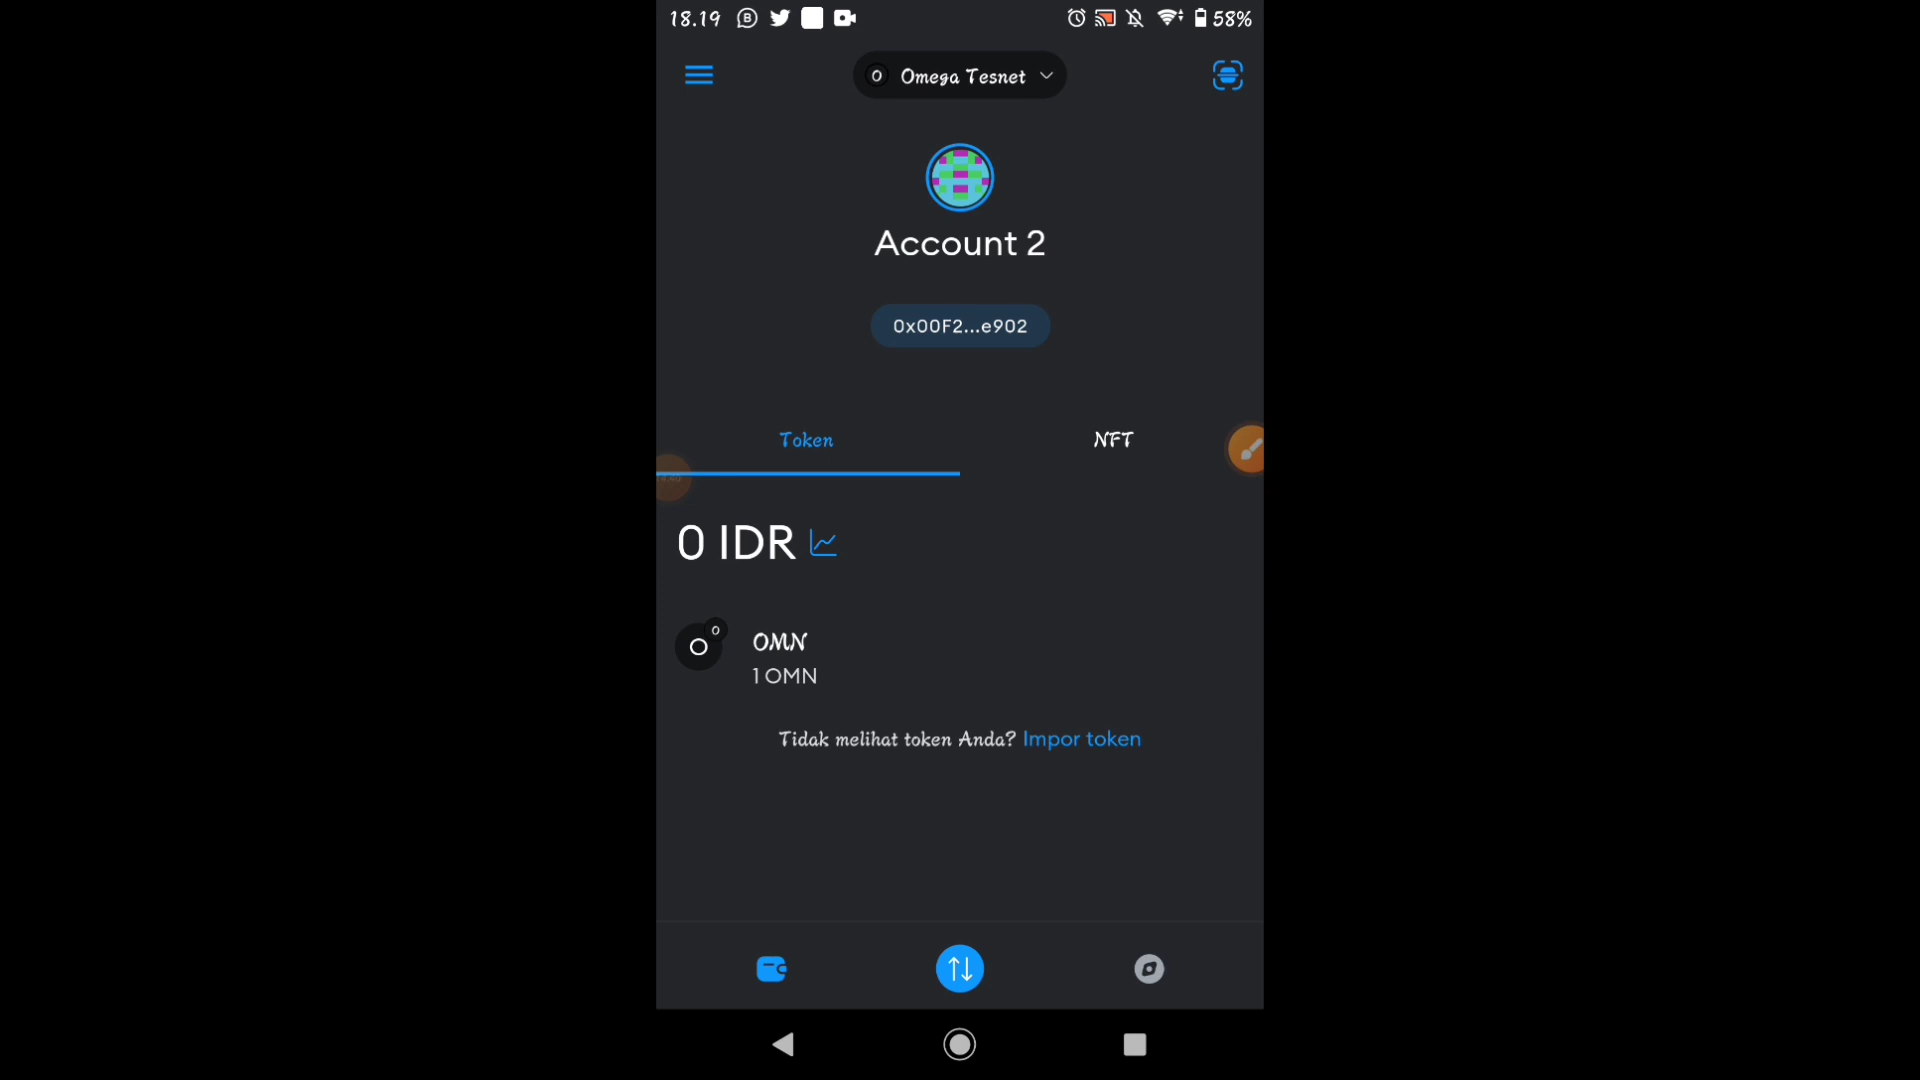 18.19 58%
O Omega Tesnet
Account 2
0x00F2...e902
Token NFT
0 IDR
O O
OMN
1 OMN
Tidak melihat token Anda? Impor token